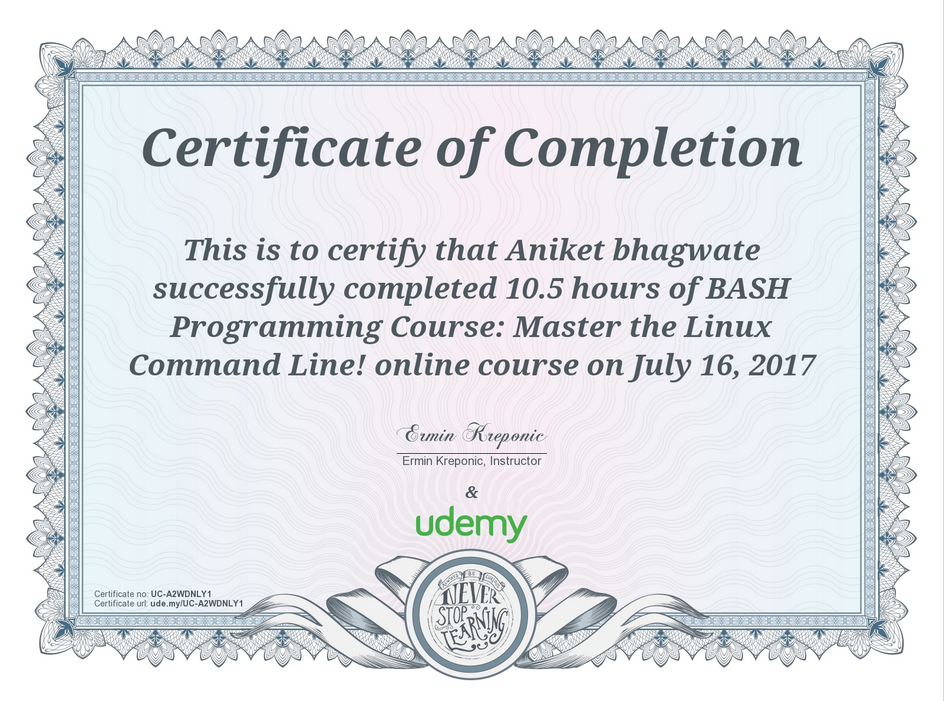 Certificate of Completion
This is to certify that Aniket bhagwate
successfully completed 10.5 hours of BASH
Programming Course: Master the Linux
Command Line! online course on July 16, 2017
Ermin Kreponic
Ermin Kreponic, Instructor
&
udemy
Certificate no: UC-A2WDNLY1
Certificate url: ude.my/UC-A2WDNLY1
NEVER
STOP
LEARNING